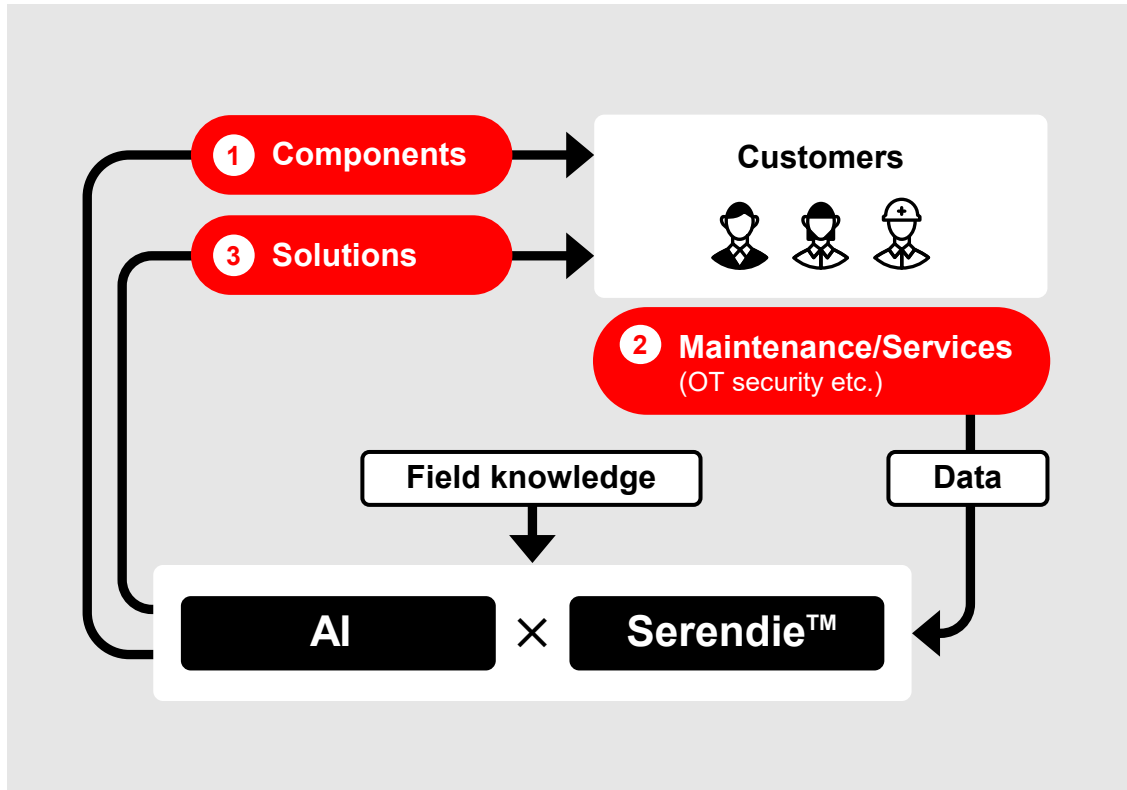 1 Components
Customers
3 Solutions
2 Maintenance/Services
(OT security etc.)
Field knowledge
Data
AI × Serendie™